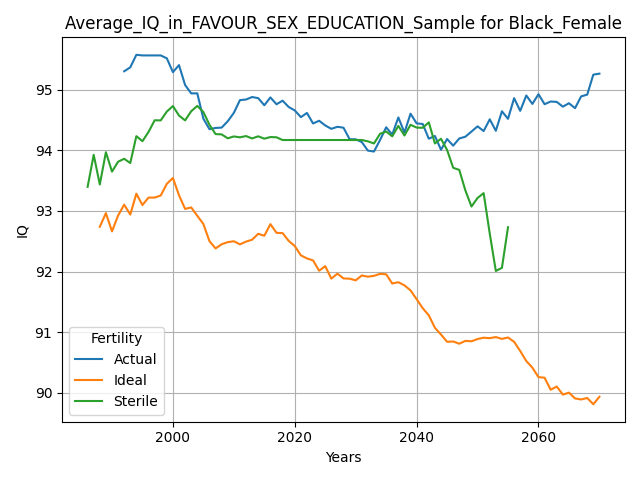 Average_IQ_in_FAVOUR_SEX_EDUCATION_Sample for Black_Female
IQ
95
94
93
92
91
90
Fertility
Actual
Ideal
Sterile
2000
2020
2040
2060
Years